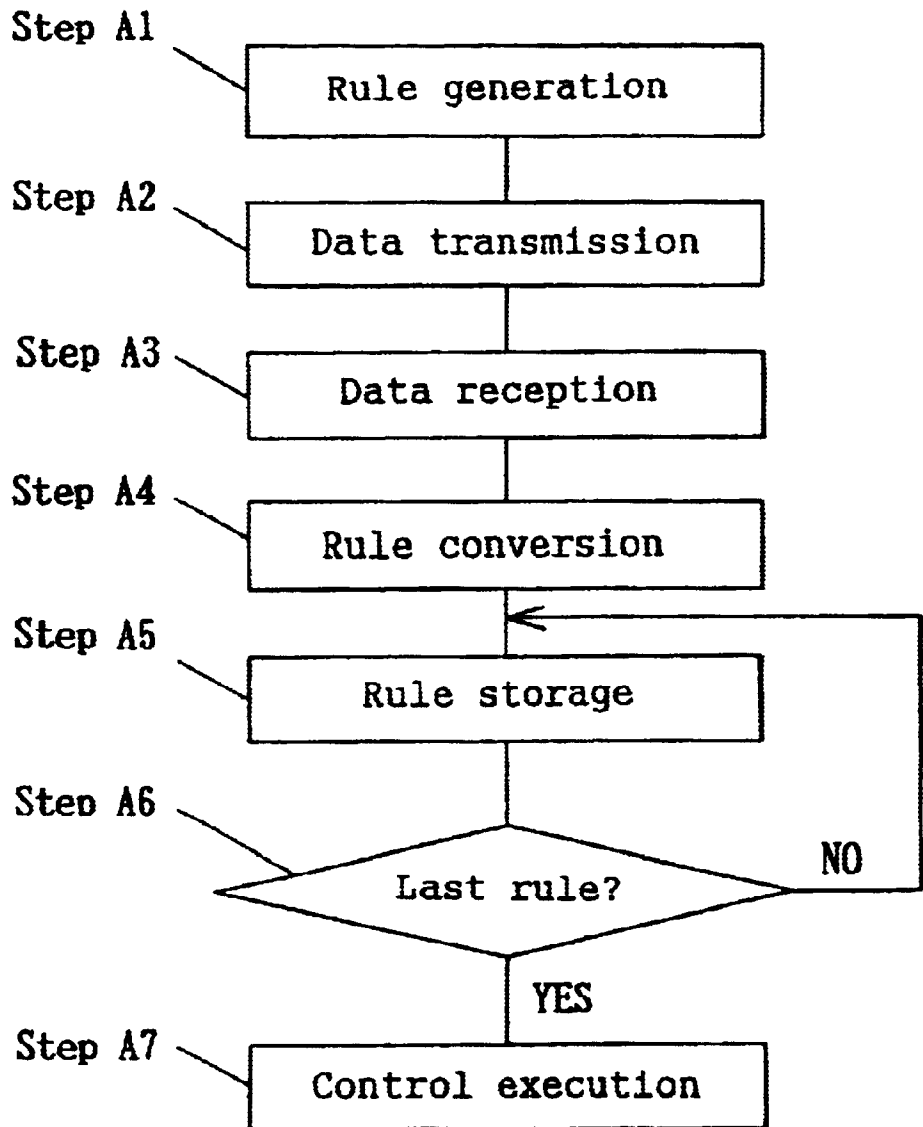 Step A1
Rule generation
Step A2
Data transmission
Step A3
Data reception
Step A4
Rule conversion
Step A5
Rule storage
Step A6
Last rule?
NO
YES
Step A7
Control execution